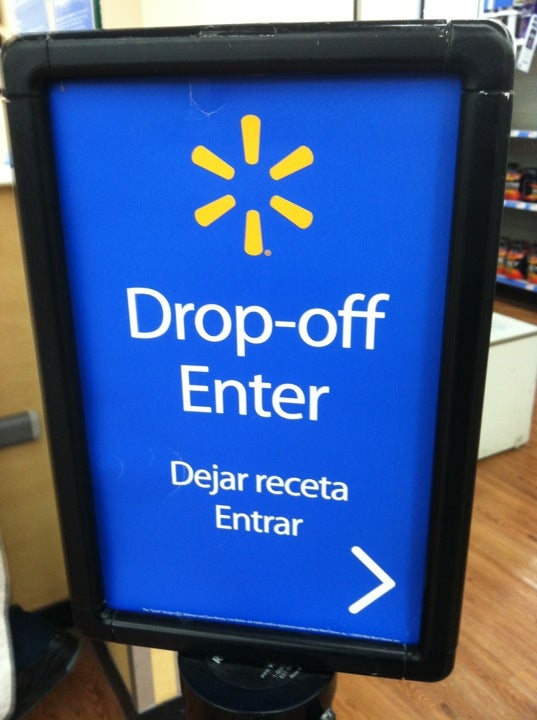 Drop-off
Enter
Dejar receta
Entrar